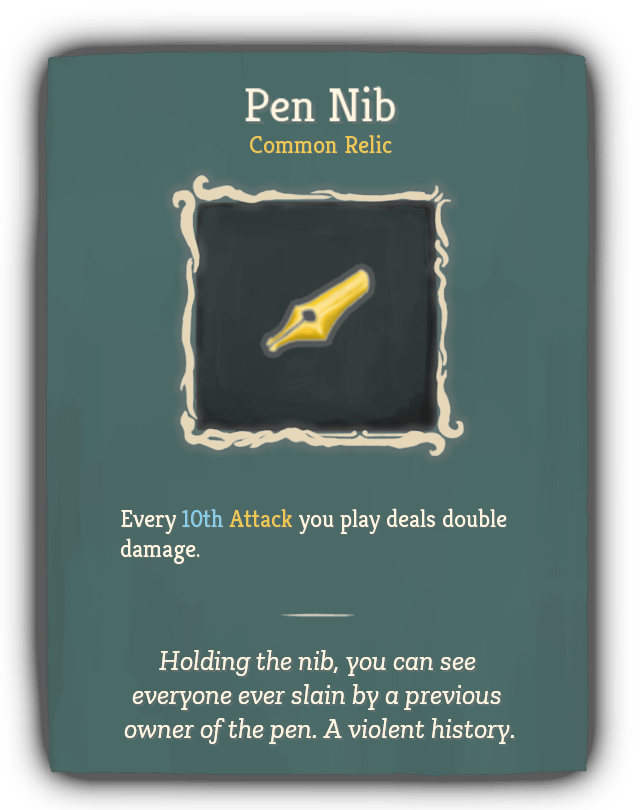 Pen Nib
Common Relic
Every 10th Attack you play deals double
damage.
Holding the nib, you can see
everyone ever slain by a previous
owner of the pen. A violent history.